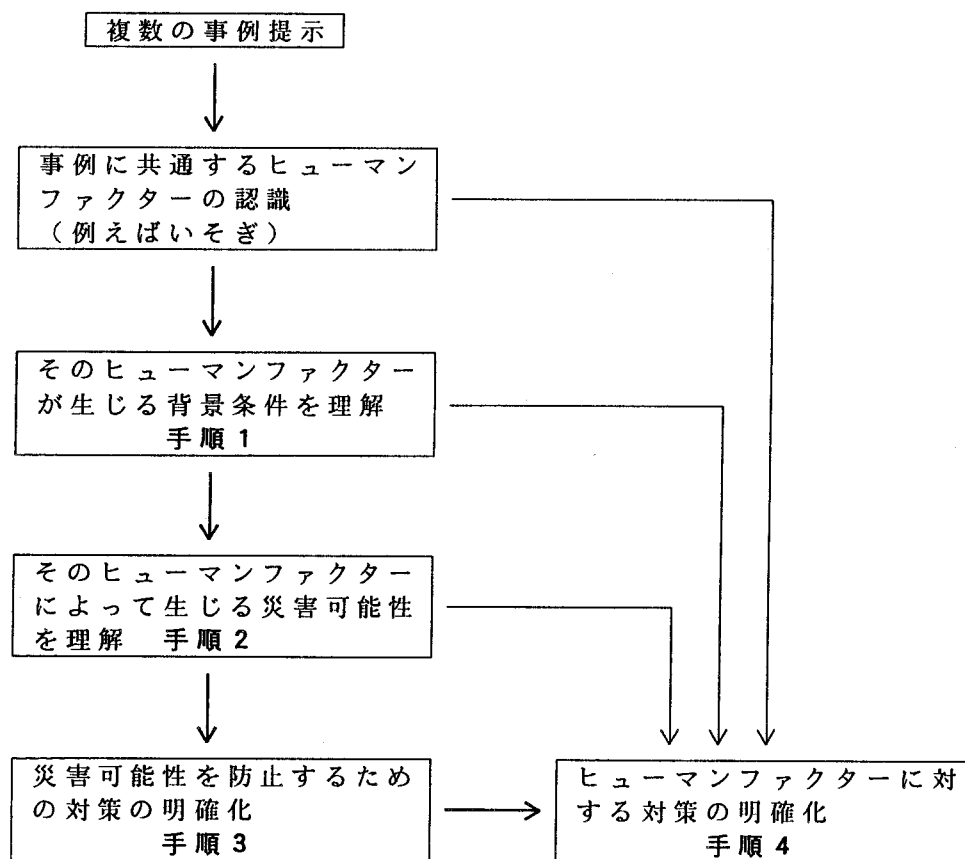 複数の事例提示
事例に共通するヒューマン
ファクターの認識
（例えばいそぎ）
そのヒューマンファクター
が生じる背景条件を理解
手順1
そのヒューマンファクター
によって生じる災害可能性
を理解　手順2
災害可能性を防止するため
の対策の明確化
手順3
ヒューマンファクターに対
する対策の明確化
手順4